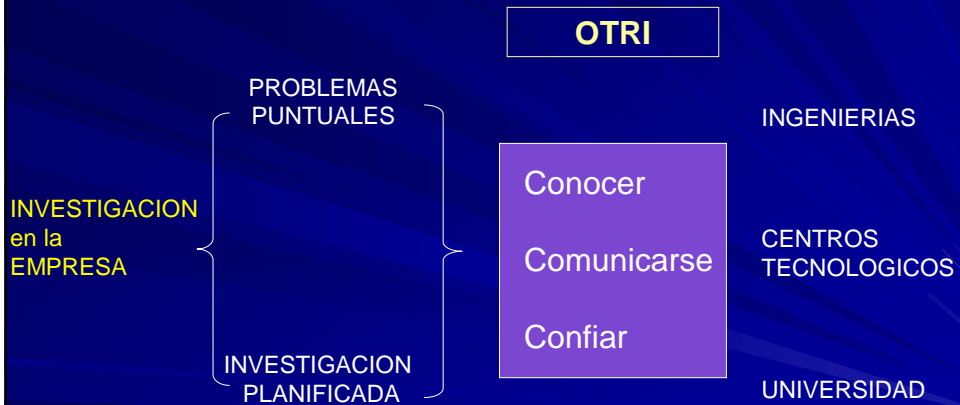 OTRI
PROBLEMAS
PUNTUALES
INGENIERIAS
Conocer
INVESTIGACION
en la
EMPRESA
Comunicarse
CENTROS
TECNOLOGICOS
Confiar
INVESTIGACION
PLANIFICADA
UNIVERSIDAD